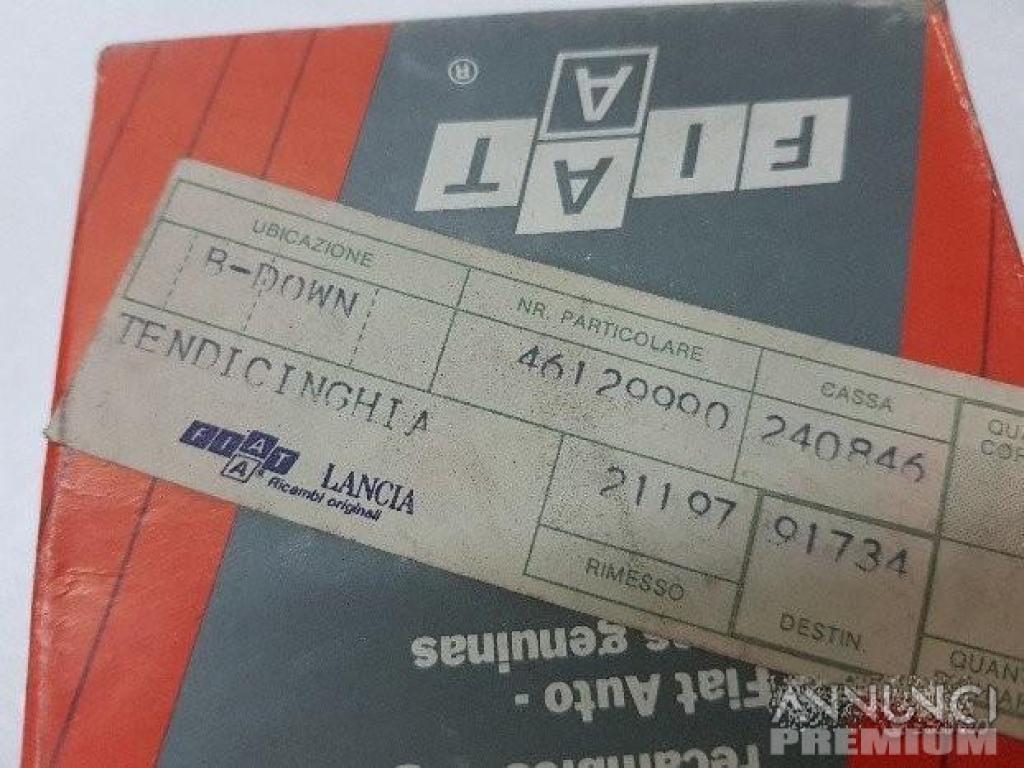 FIAT
A
®
UBICAZIONE
B-DOWN
NR. PARTICOLARE
46120900
CASSA
240846
TENDICINGHIA
FIAT
A
LANCIA
Ricambi originali
21197
RIMESSO
91734
DESTIN.
genuinas
Fiat Auto -
ANNUNCI
PREMIUM